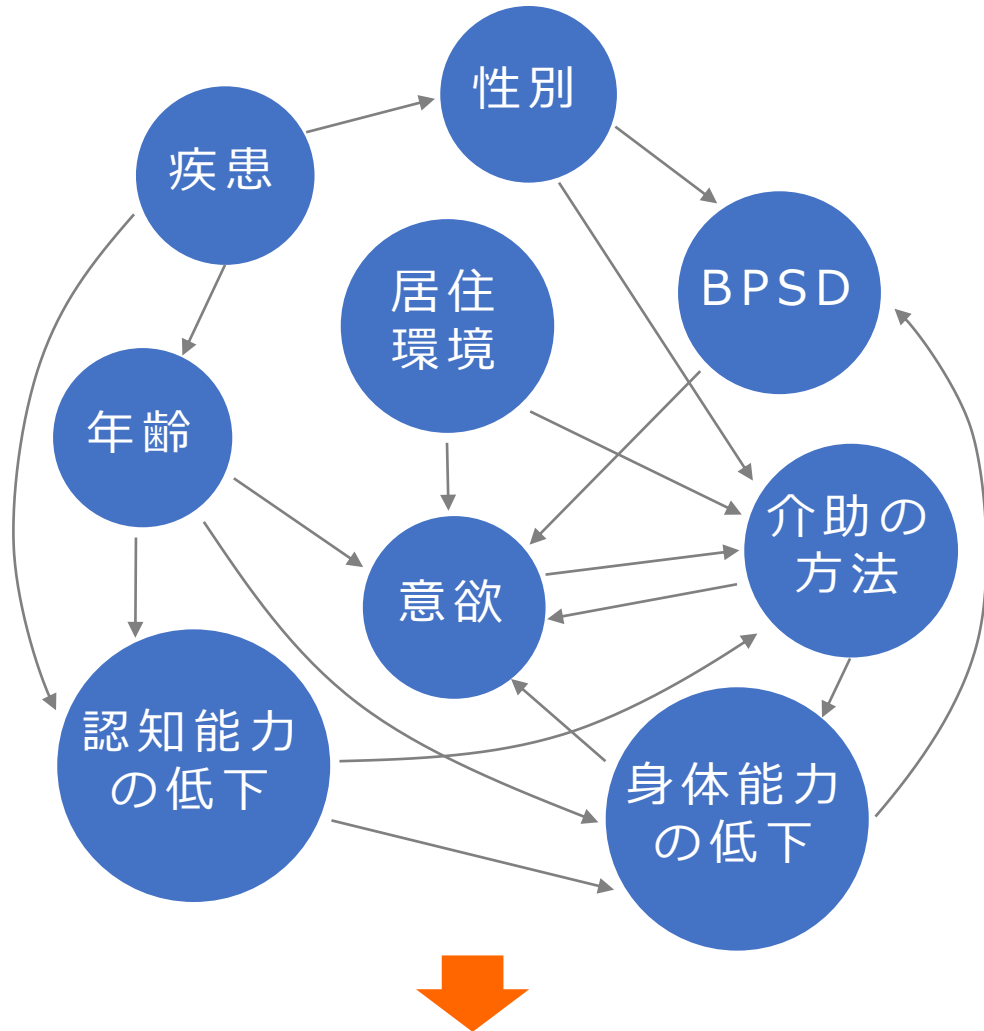 性別
疾患
居住
環境
BPSD
年齢
介助の
方法
意欲
認知能力
の低下
身体能力
の低下